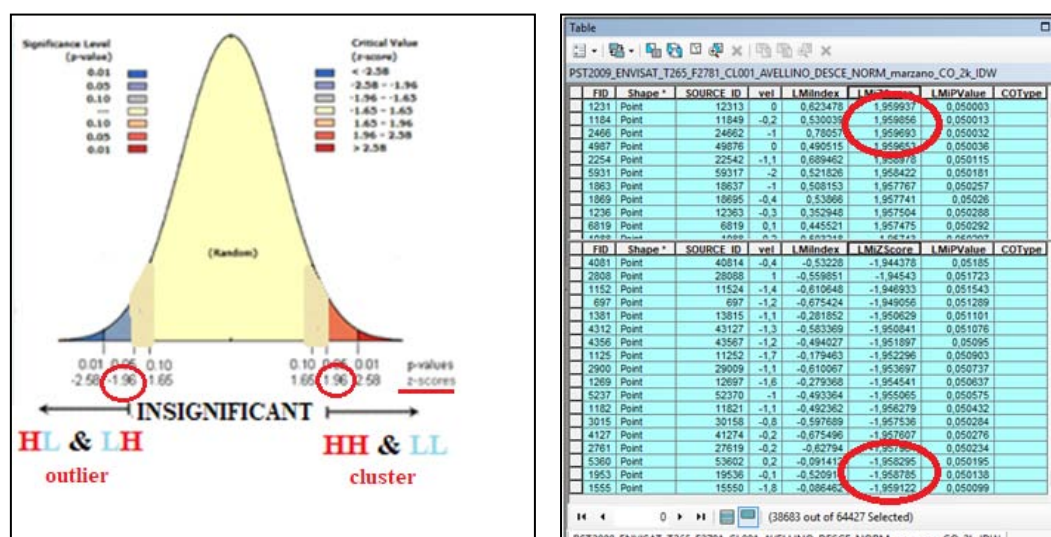 Significance Level
(p-value)
0.01
0.05
0.10
---
0.10
0.05
0.01
Critical Value
(z-score)
< -2.58
-2.58 - -1.96
-1.96 - -1.65
-1.65 - 1.65
1.65 - 1.96
1.96 - 2.58
> 2.58
(Random)
0.01 0.05 0.10 0.10 0.05 0.01 p-values
-2.58 -1.96 -1.65 1.65 1.96 2.58 z-scores
INSIGNIFICANT
HL & LH HH & LL
outlier cluster
Table
PST2009_ENVISAT_T265_F2781_CL001_AVELLINO_DESCE_NORM_marzano_CO_2k_IDW
FID Shape * SOURCE_ID vel LMiIndex LMiZScore LMiPValue COType
1231 Point 12313 0 0,623478 1,959937 0,050003
1184 Point 11849 -0,2 0,530039 1,959856 0,050013
2466 Point 24662 -1 0,78057 1,959693 0,050032
4987 Point 49876 0 0,490515 1,959653 0,050036
2254 Point 22542 -1,1 0,689462 1,958978 0,050115
5931 Point 59317 -2 0,521826 1,958422 0,050181
1863 Point 18637 -1 0,508153 1,957767 0,050257
1869 Point 18695 -0,4 0,53866 1,957741 0,05026
1236 Point 12363 -0,3 0,352948 1,957504 0,050288
6819 Point 6819 0,1 0,445521 1,957475 0,050292
FID Shape * SOURCE_ID vel LMiIndex LMiZScore LMiPValue COType
4081 Point 40814 -0,4 -0,53228 -1,944378 0,05185
2808 Point 28088 1 -0,559851 -1,94543 0,051723
1152 Point 11524 -1,4 -0,610648 -1,946933 0,051543
697 Point 697 -1,2 -0,675424 -1,949056 0,051289
1381 Point 13815 -1,1 -0,281852 -1,950629 0,051101
4312 Point 43127 -1,3 -0,583369 -1,950841 0,051076
4356 Point 43567 -1,2 -0,494027 -1,951897 0,05095
1125 Point 11252 -1,7 -0,179463 -1,952296 0,050903
2900 Point 29009 -1,1 -0,610067 -1,953697 0,050737
1269 Point 12697 -1,6 -0,279368 -1,954541 0,050637
5237 Point 52370 -1 -0,493364 -1,955065 0,050575
1182 Point 11821 -1,1 -0,492362 -1,956279 0,050432
3015 Point 30158 -0,8 -0,597689 -1,957536 0,050284
4127 Point 41274 -0,2 -0,675496 -1,957607 0,050276
2761 Point 27619 -0,2 -0,62794 0,050234
5360 Point 53602 0,2 -0,091412 -1,958295 0,050195
1953 Point 19536 -0,1 -0,52091 -1,958785 0,050138
1555 Point 15550 -1,8 -0,086462 -1,959122 0,050099
0 (38683 out of 64427 Selected)